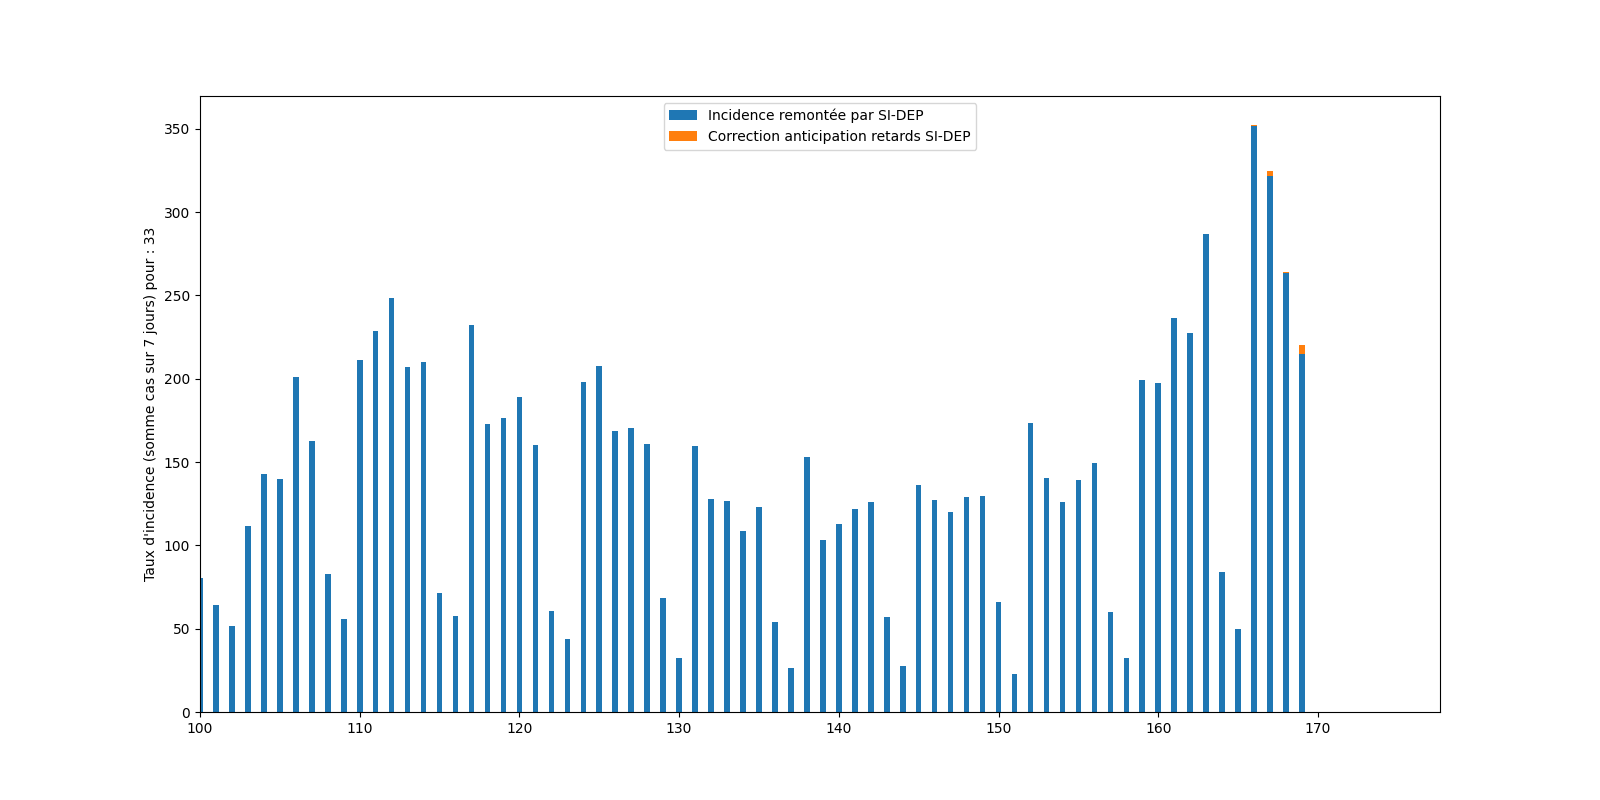 Incidence remontée par SI-DEP
Correction anticipation retards SI-DEP
Taux d'incidence (somme cas sur 7 jours) pour : 33
350
300
250
200
150
100
50
0
100 110 120 130 140 150 160 170